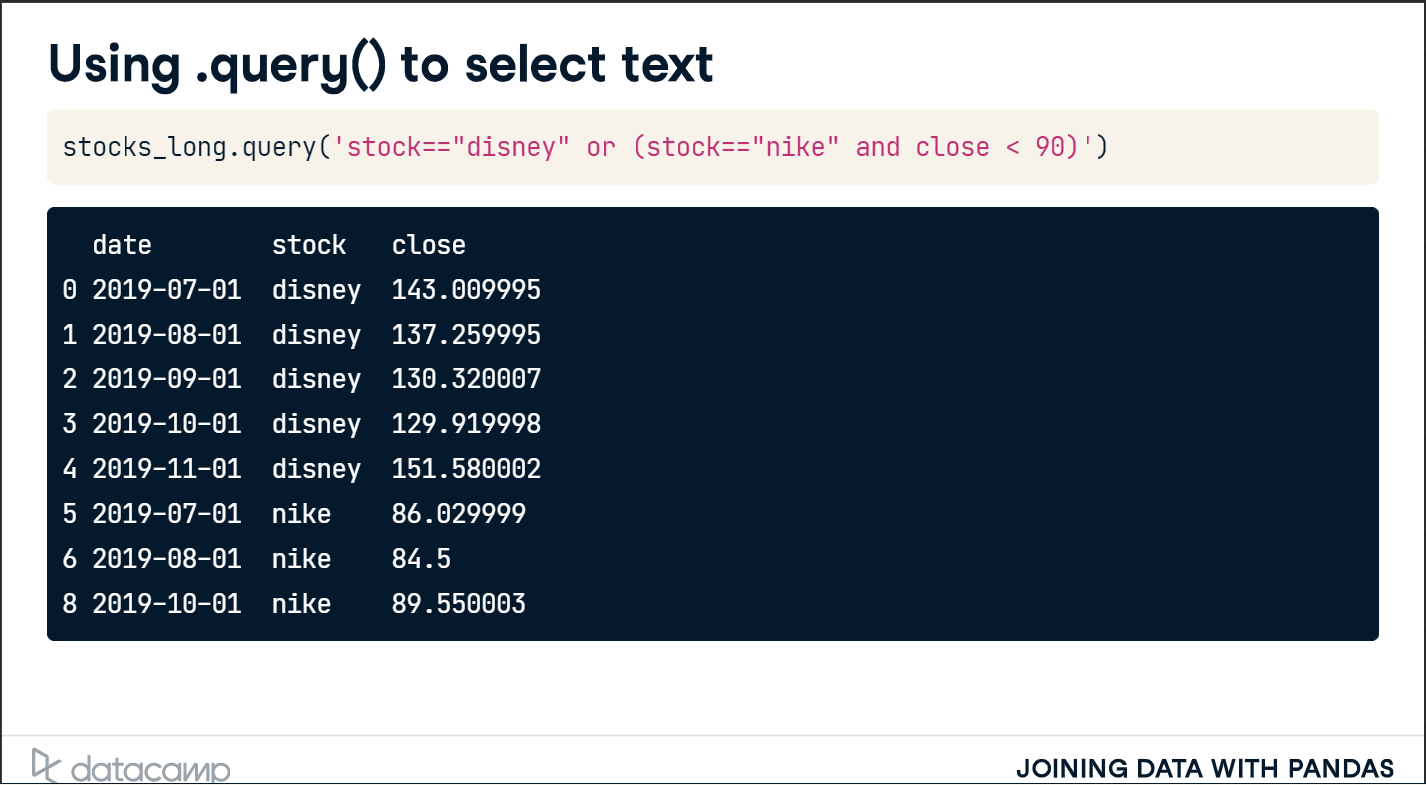 Using .query() to select text
stocks_long.query('stock=="disney" or (stock=="nike" and close < 90)')
date stock close
0 2019-07-01 disney 143.009995
1 2019-08-01 disney 137.259995
2 2019-09-01 disney 130.320007
3 2019-10-01 disney 129.919998
4 2019-11-01 disney 151.580002
5 2019-07-01 nike 86.029999
6 2019-08-01 nike 84.5
8 2019-10-01 nike 89.550003
datacamp
JOINING DATA WITH PANDAS